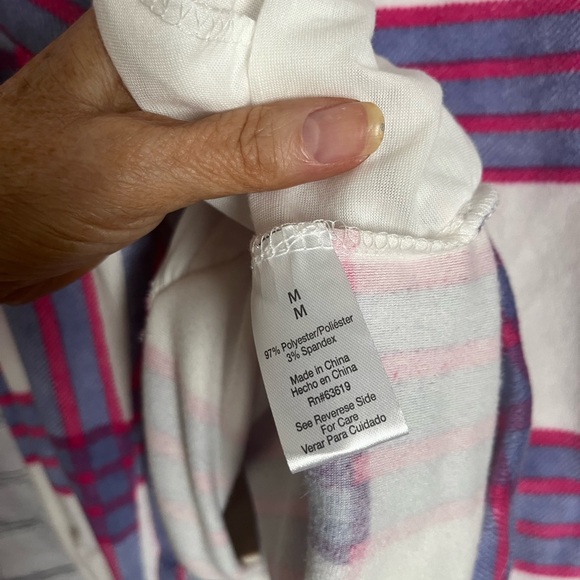 M
M
97% Polyester/Poliéster
3% Spandex
Made in China
Hecho en China
Rn#63619
See Reverese Side
For Care
Verar Para Cuidado